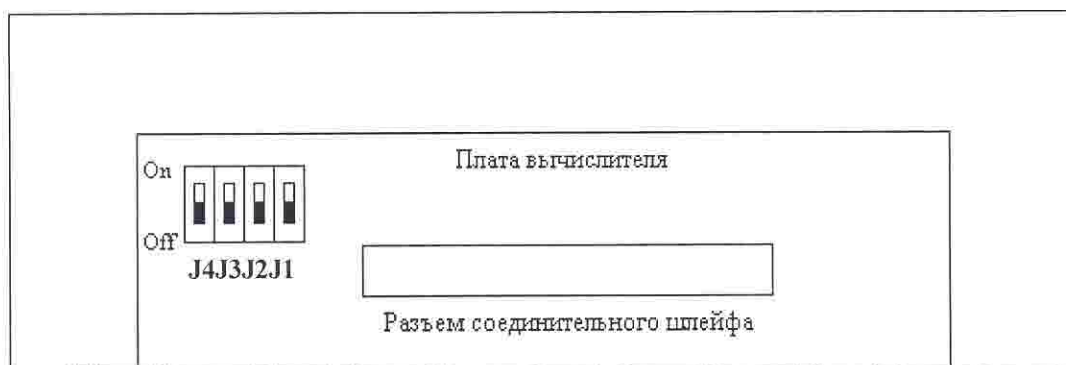 Плата вычислителя
On
Off
J4J3J2J1
Разъем соединительного шлейфа